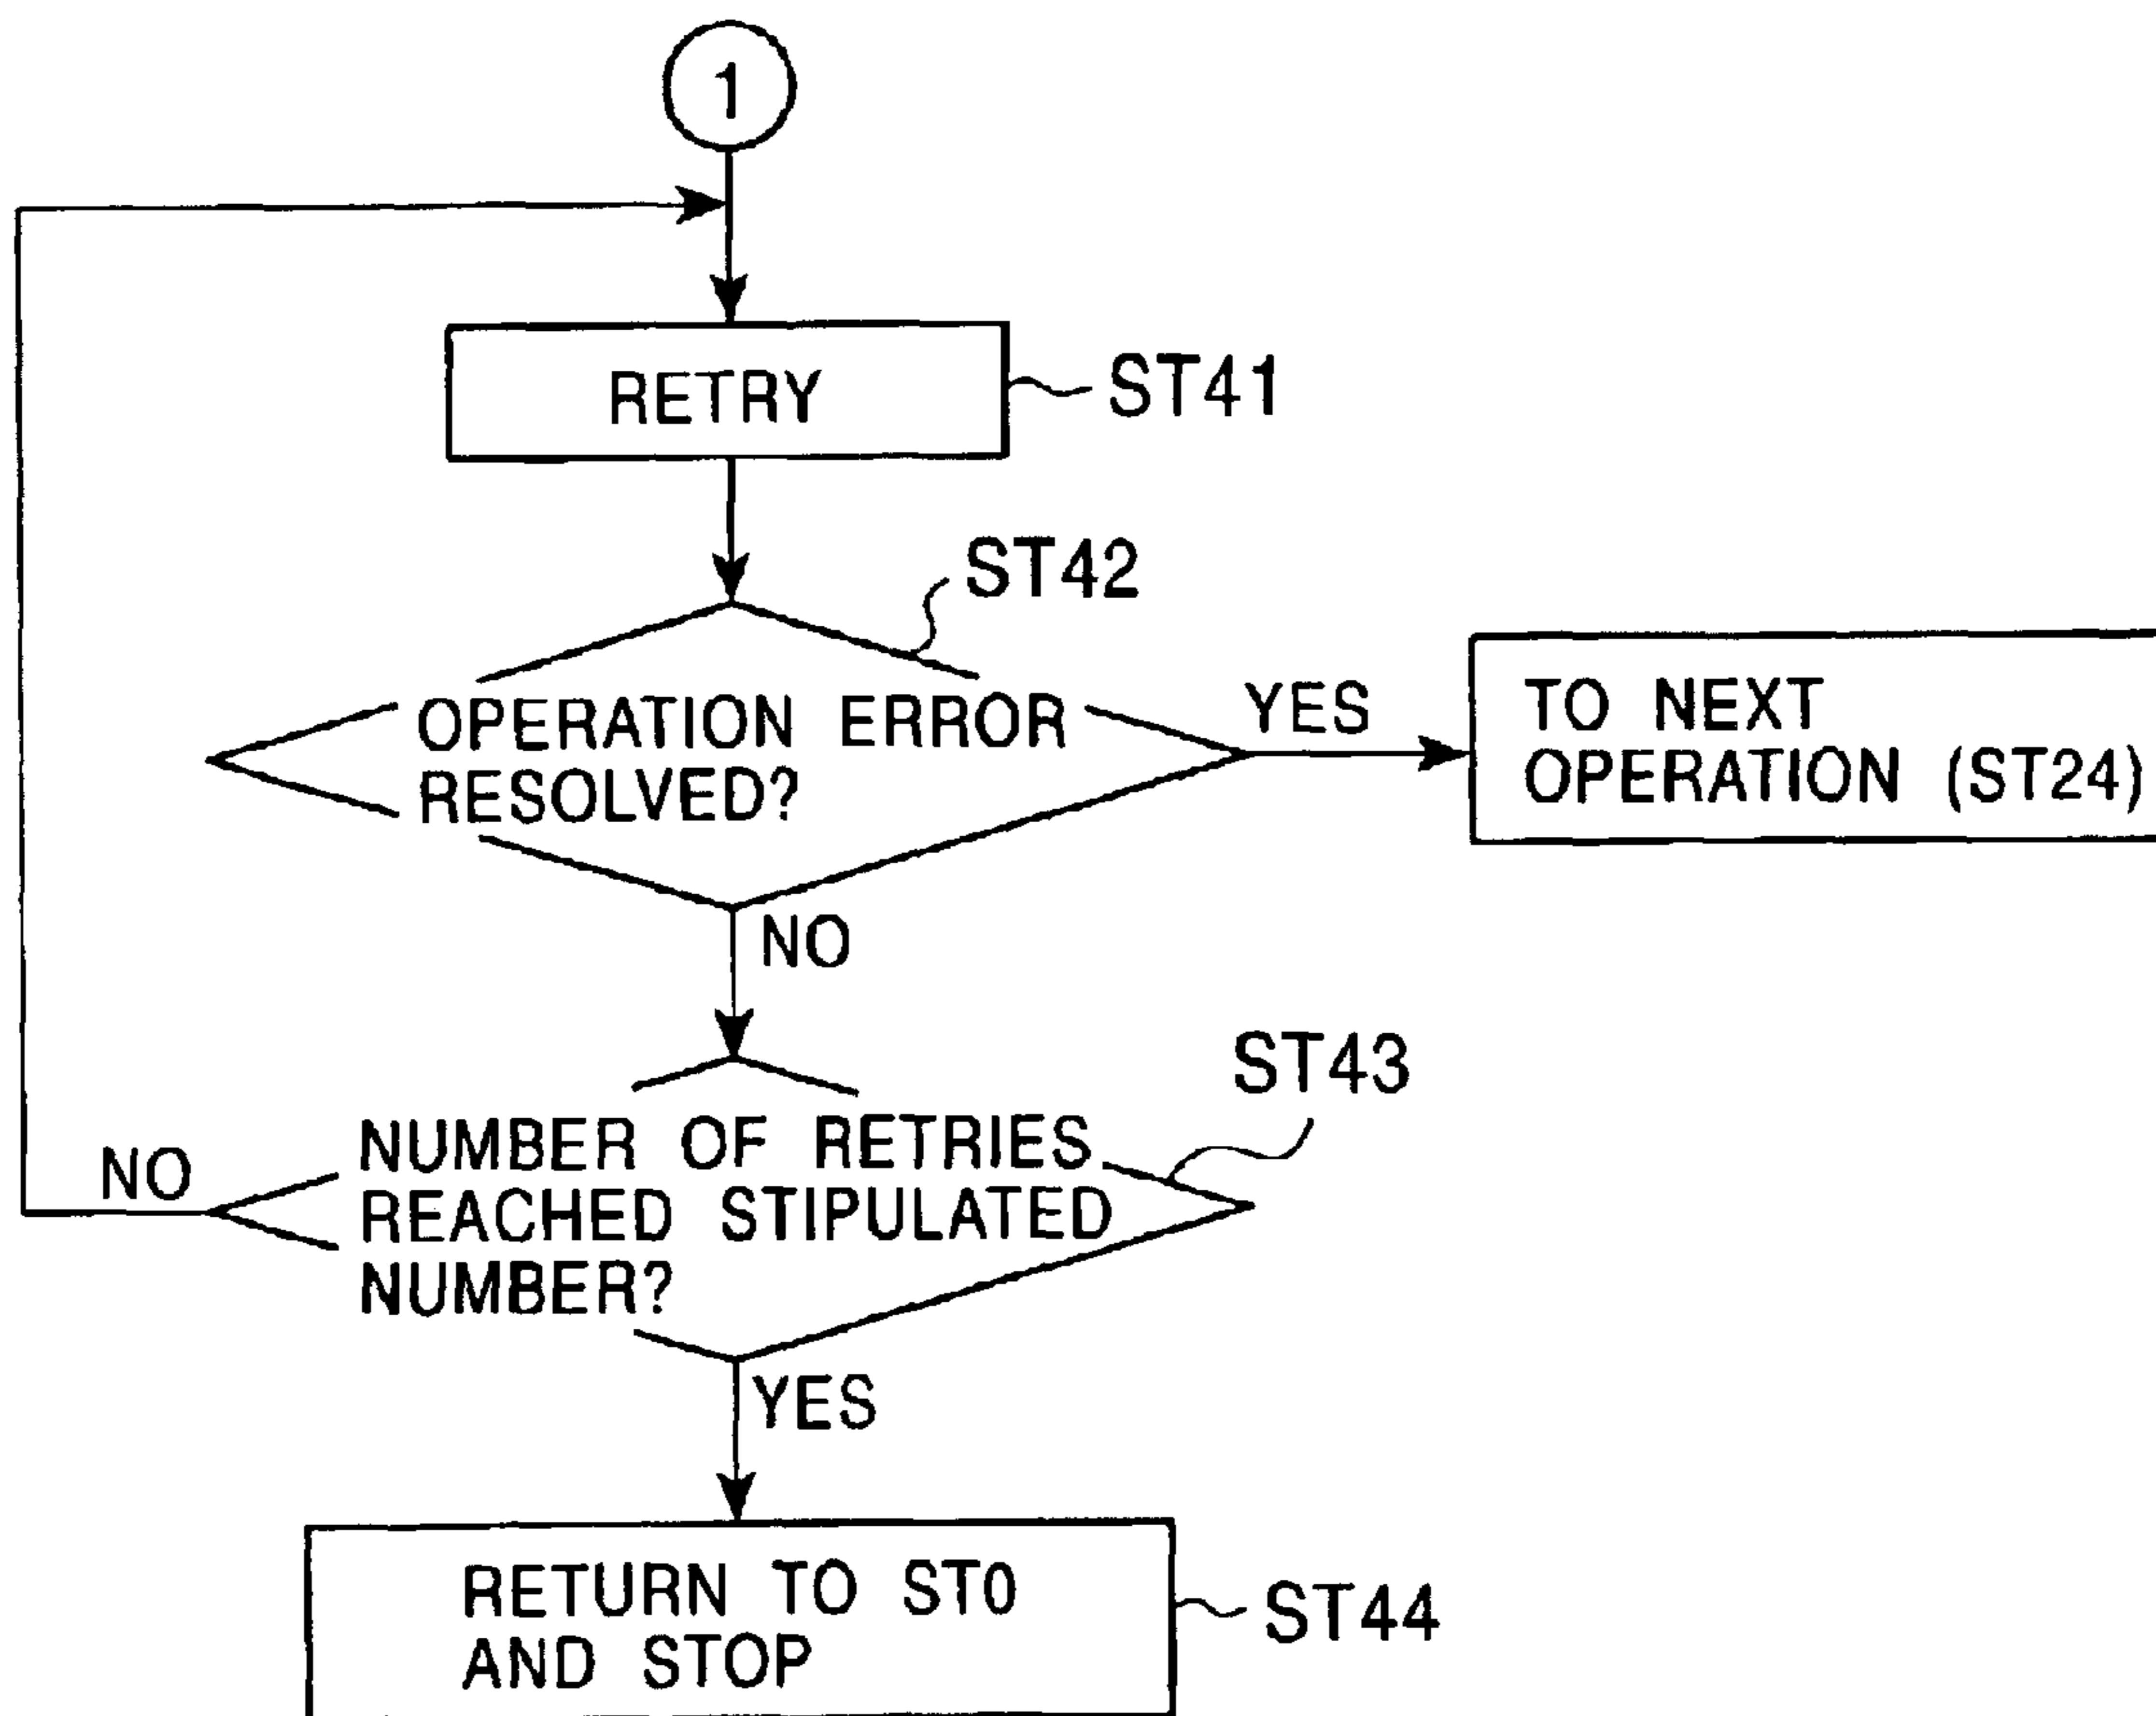 1
RETRY
ST41
ST42
OPERATION ERROR
RESOLVED?
YES
TO NEXT
OPERATION (ST24)
NO
ST43
NUMBER OF RETRIES
REACHED STIPULATED
NUMBER?
NO
YES
RETURN TO ST0
AND STOP
ST44